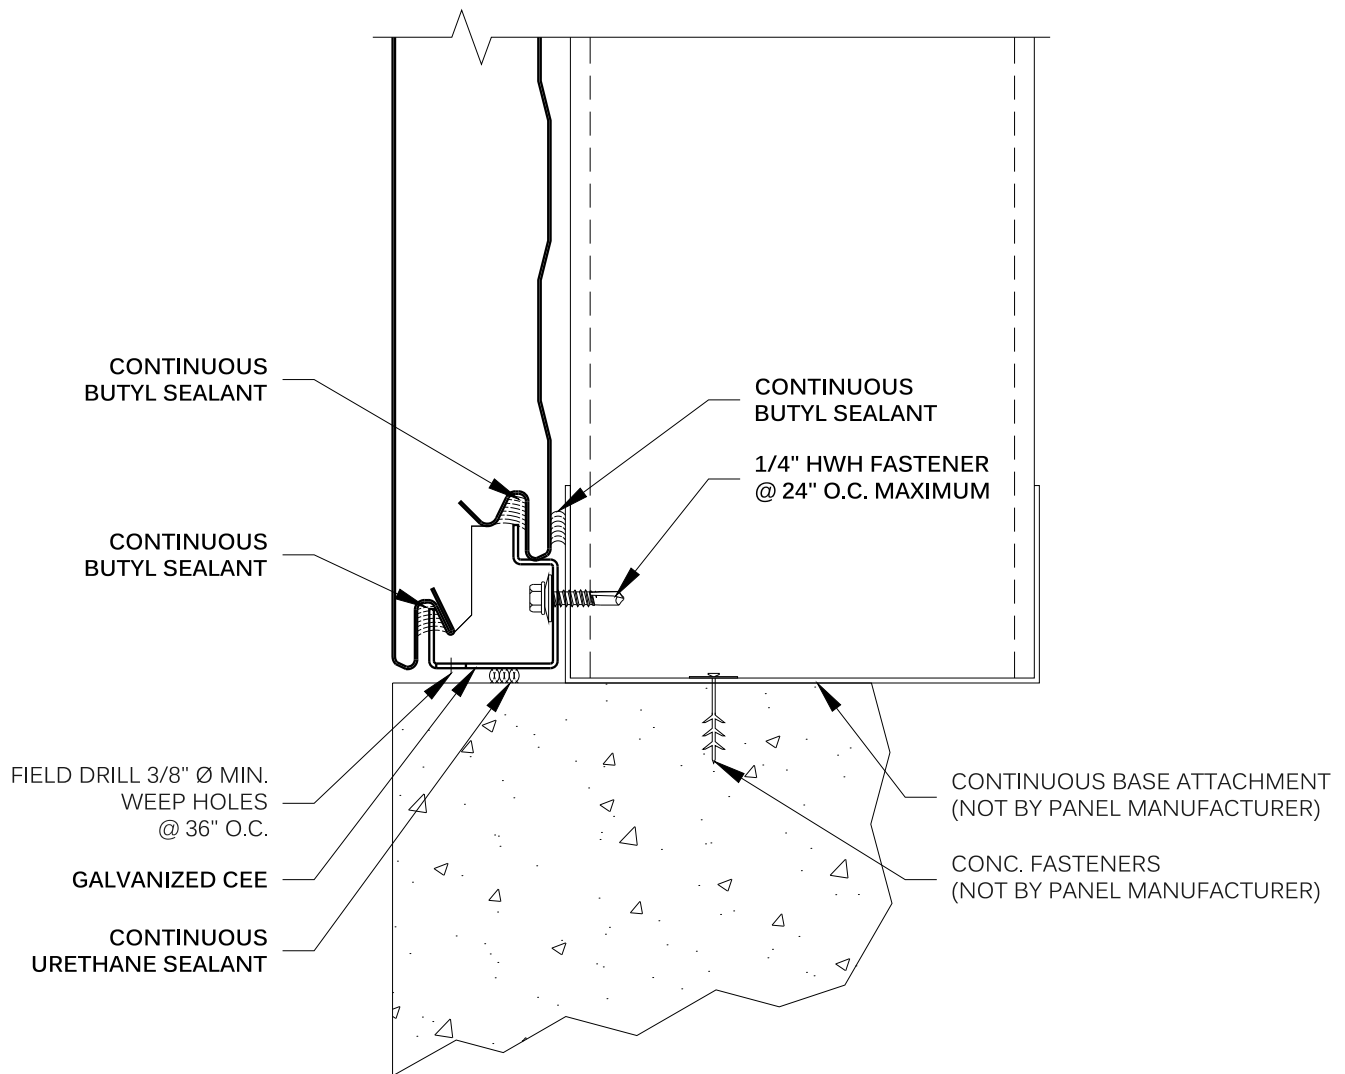 CONTINUOUS
BUTYL SEALANT
CONTINUOUS
BUTYL SEALANT
1/4" HWH FASTENER
@ 24" O.C. MAXIMUM
CONTINUOUS
BUTYL SEALANT
FIELD DRILL 3/8" Ø MIN.
WEEP HOLES
@ 36" O.C.
GALVANIZED CEE
CONTINUOUS
URETHANE SEALANT
CONTINUOUS BASE ATTACHMENT
(NOT BY PANEL MANUFACTURER)
CONC. FASTENERS
(NOT BY PANEL MANUFACTURER)